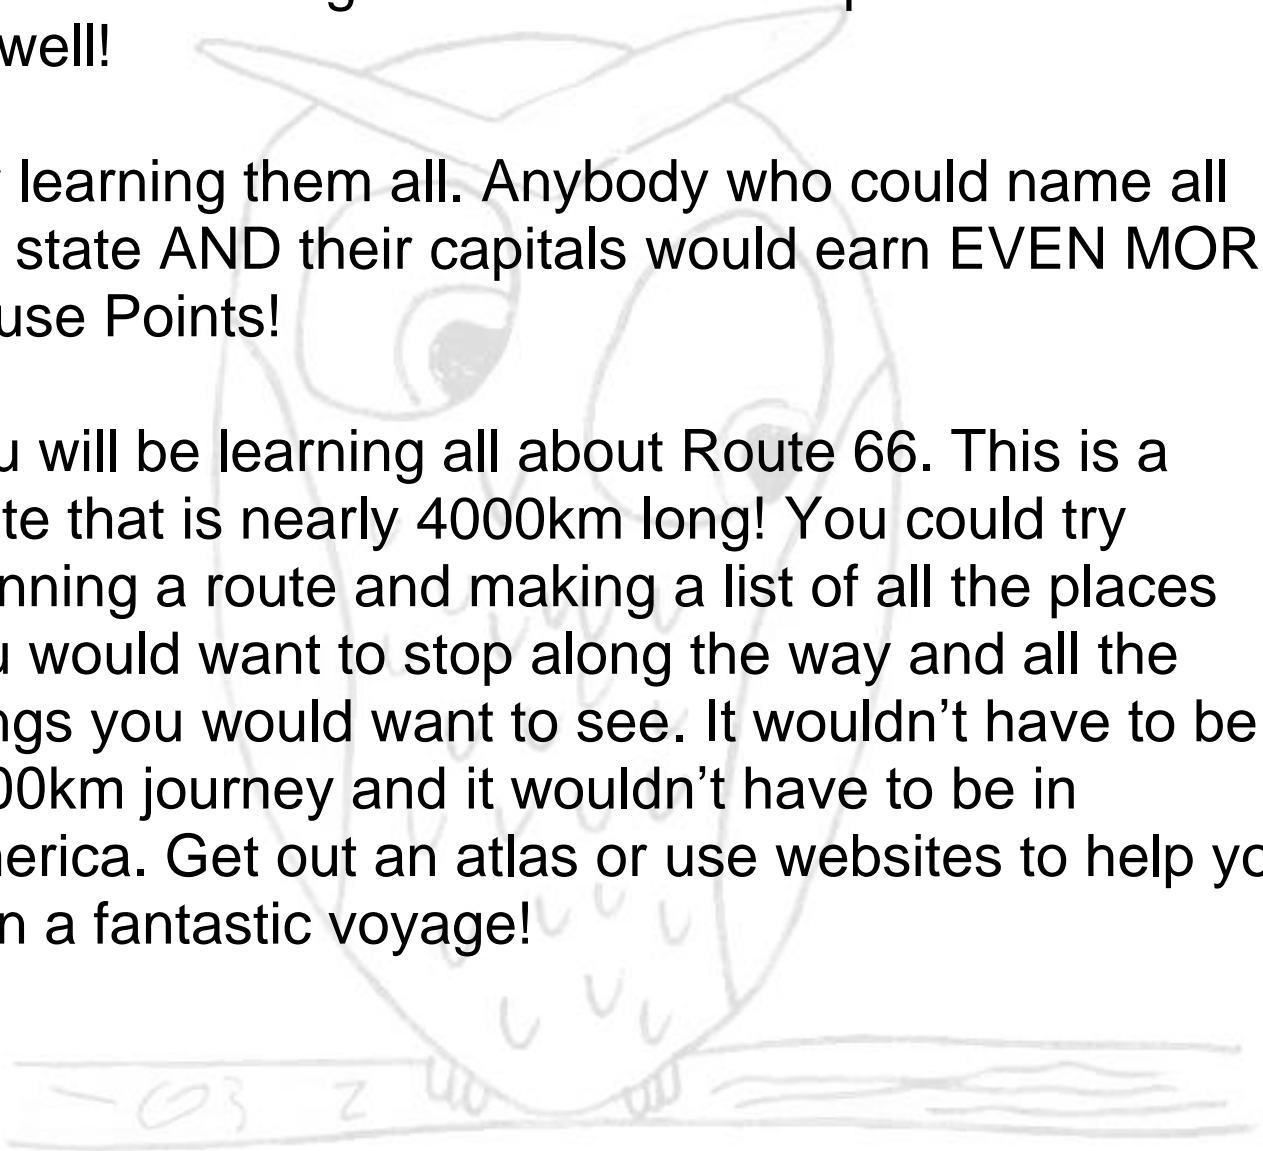 well!
learning them all. Anybody who could name all
state AND their capitals would earn EVEN MOR
use Points!
u will be learning all about Route 66. This is a
te that is nearly 4000km long! You could try
nning a route and making a list of all the places
u would want to stop along the way and all the
ngs you would want to see. It wouldn't have to be
00km journey and it wouldn't have to be in
erica. Get out an atlas or use websites to help yo
n a fantastic voyage!